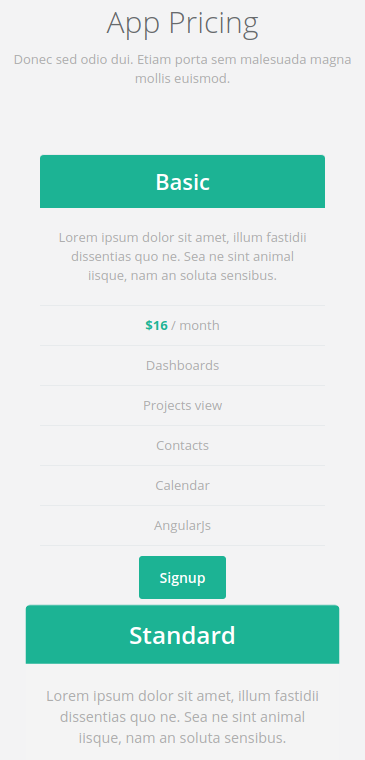 App Pricing
Donec sed odio dui. Etiam porta sem malesuada magna
mollis euismod.
Basic
Lorem ipsum dolor sit amet, illum fastidii
dissentias quo ne. Sea ne sint animal
iisque, nam an soluta sensibus.
$16 / month
Dashboards
Projects view
Contacts
Calendar
AngularJs
Signup
Standard
Lorem ipsum dolor sit amet, illum fastidii
dissentias quo ne. Sea ne sint animal
iisque, nam an soluta sensibus.